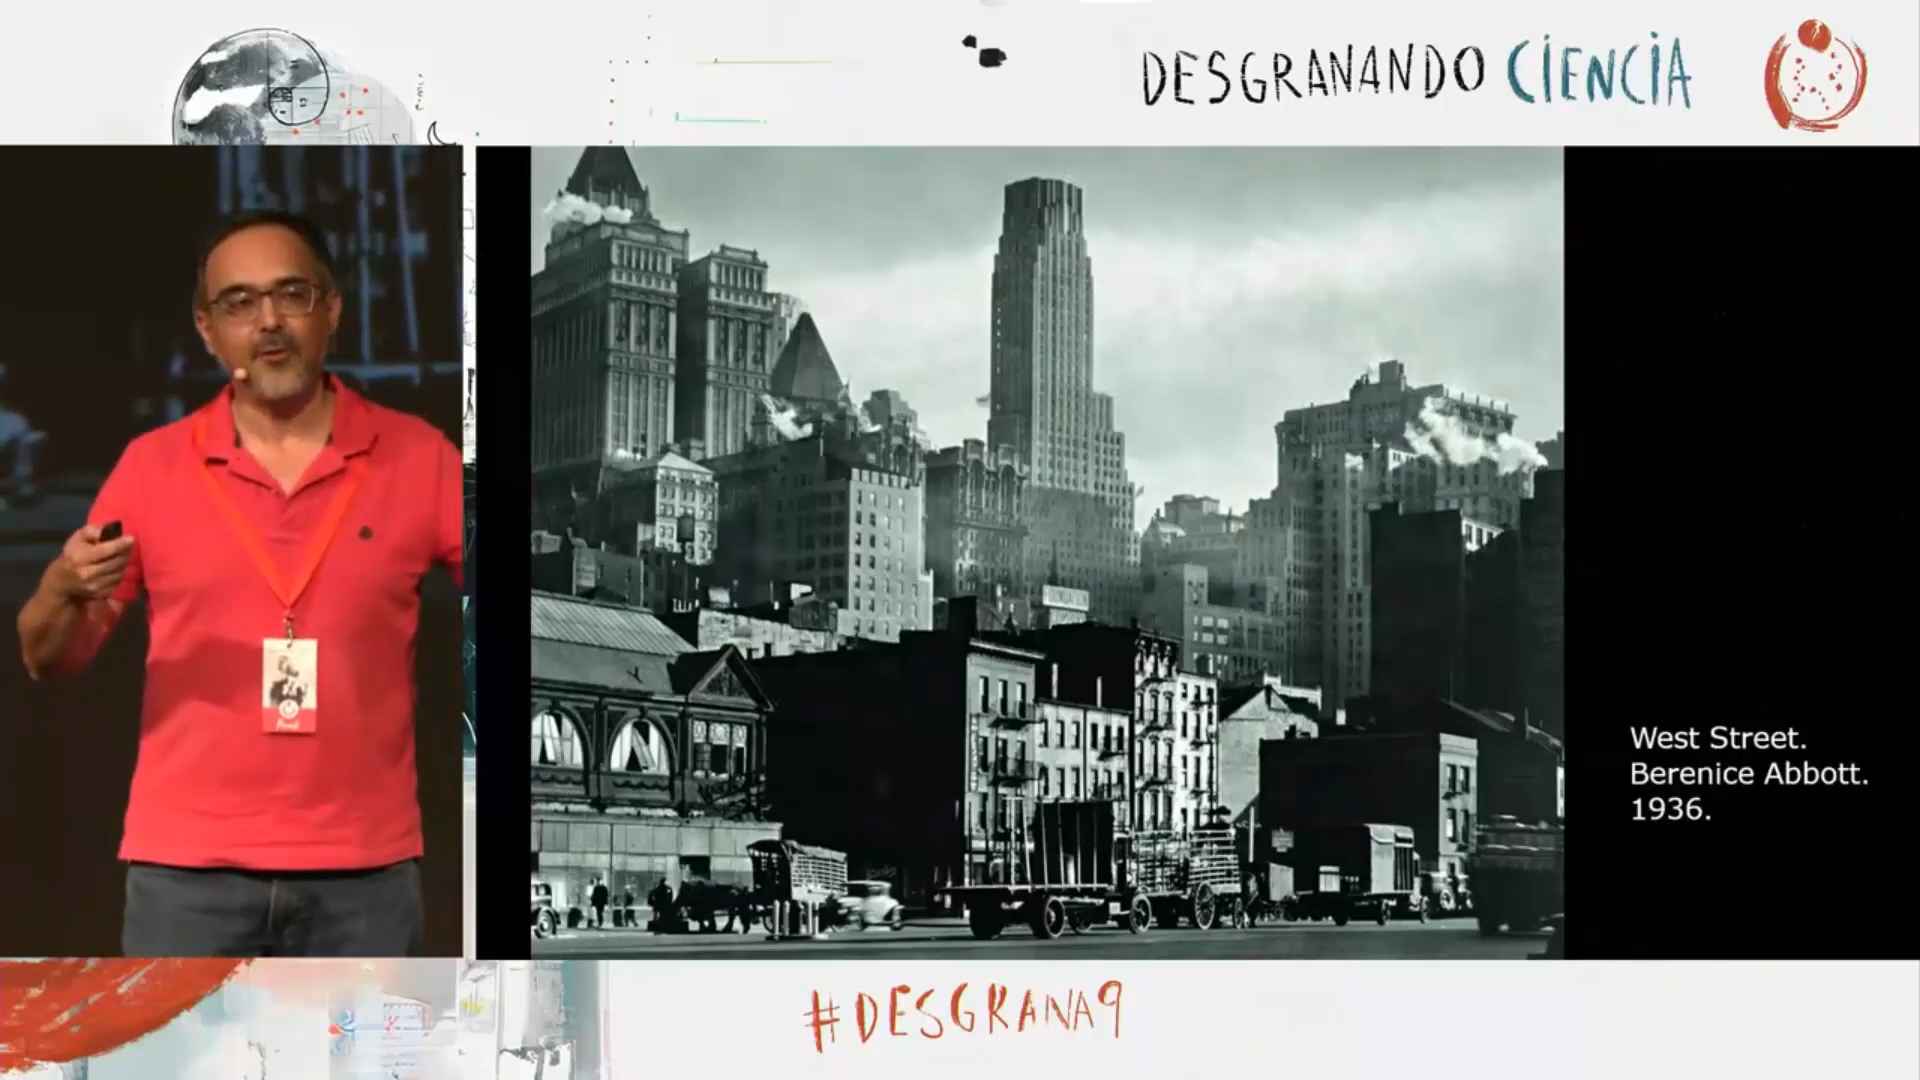 DESGRANANDO CIENCIA
West Street.
Berenice Abbott.
1936.
#DESGRANA9